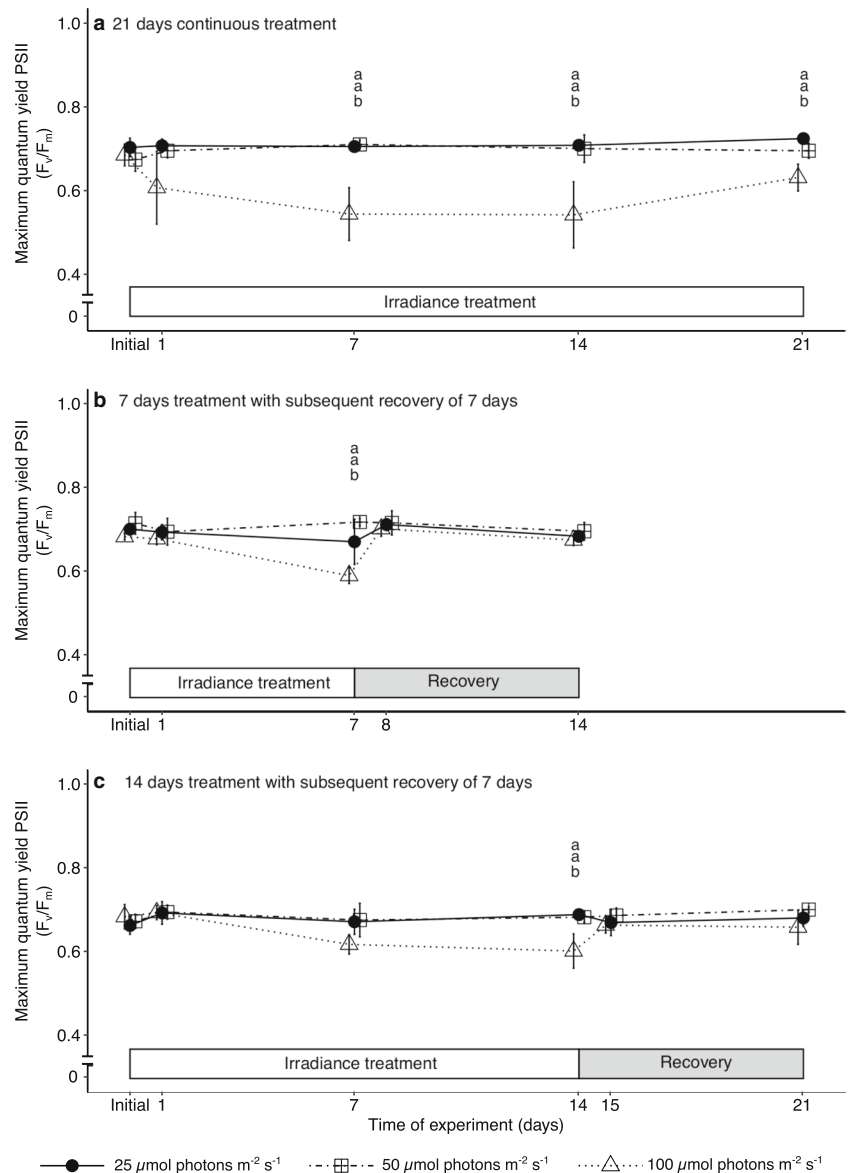 a 21 days continuous treatment
1.0
0.8
0.6
0.4
0
Maximum quantum yield PSII
(Fv/Fm)
a a a
a a a
b b b
Irradiance treatment
Initial 1 7 14 21
b 7 days treatment with subsequent recovery of 7 days
1.0
0.8
0.6
0.4
0
Maximum quantum yield PSII
(Fv/Fm)
a
a
b
Irradiance treatment Recovery
Initial 1 7 8 14
c 14 days treatment with subsequent recovery of 7 days
1.0
0.8
0.6
0.4
0
Maximum quantum yield PSII
(Fv/Fm)
a
a
b
Irradiance treatment Recovery
Initial 1 7 14 15 21
Time of experiment (days)
25 µmol photons m⁻² s⁻¹ 50 µmol photons m⁻² s⁻¹ 100 µmol photons m⁻² s⁻¹